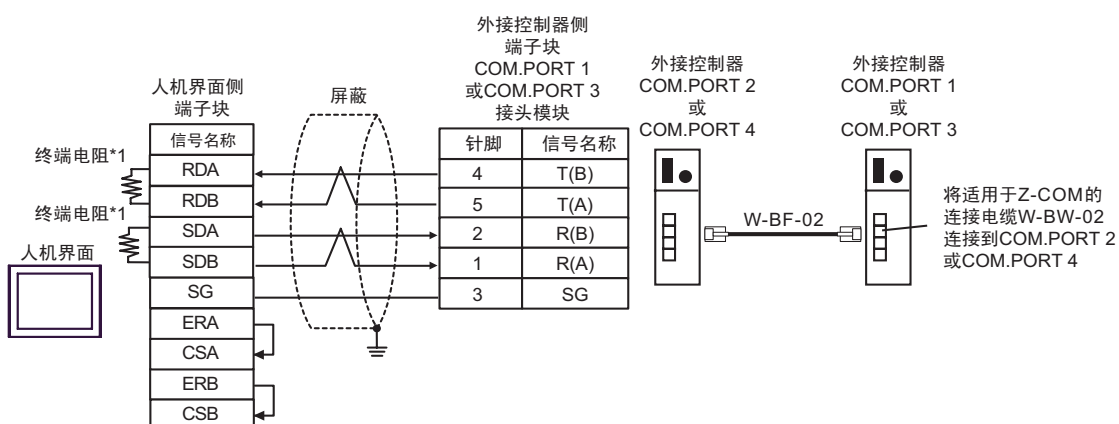 外接控制器侧
端子块
COM.PORT 1
或COM.PORT 3
接头模块
外接控制器
COM.PORT 2
或
COM.PORT 4
外接控制器
COM.PORT 1
或
COM.PORT 3
人机界面侧
端子块
屏蔽
信号名称
针脚 信号名称
终端电阻*1
RDA
4 T(B)
RDB
5 T(A)
终端电阻*1
SDA
2 R(B)
SDB
1 R(A)
人机界面
SG
3 SG
ERA
CSA
ERB
CSB
W-BF-02
将适用于Z-COM的
连接电缆W-BW-02
连接到COM.PORT 2
或COM.PORT 4